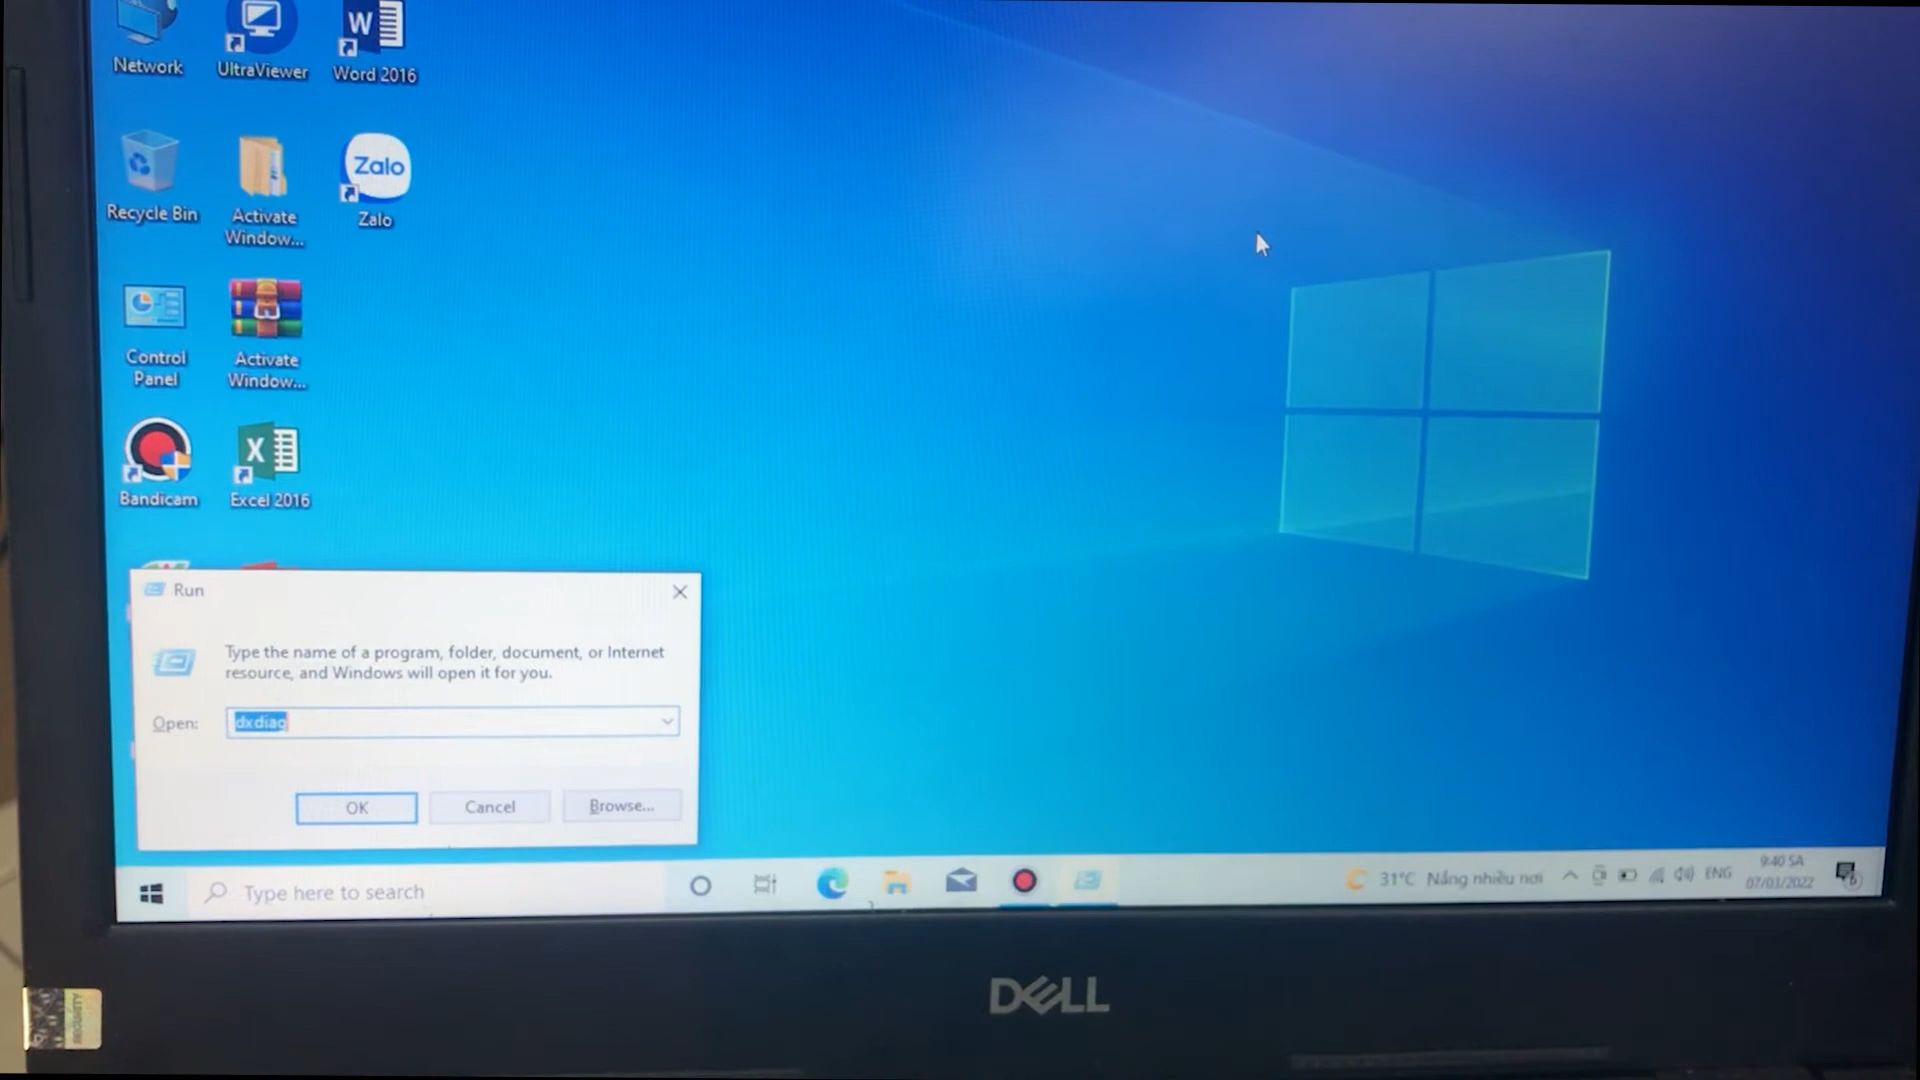 Network
UltraViewer
Word 2016
Recycle Bin
Activate
Window...
Zalo
Zalo
Control
Panel
Activate
Window...
Bandicam
Excel 2016
Run
Type the name of a program, folder, document, or Internet
resource, and Windows will open it for you.
Open:
dxdiag
OK
Cancel
Browse...
Type here to search
31°C Nắng nhiều nơi
ENG
9:40 SA
07/03/2022
6
DELL